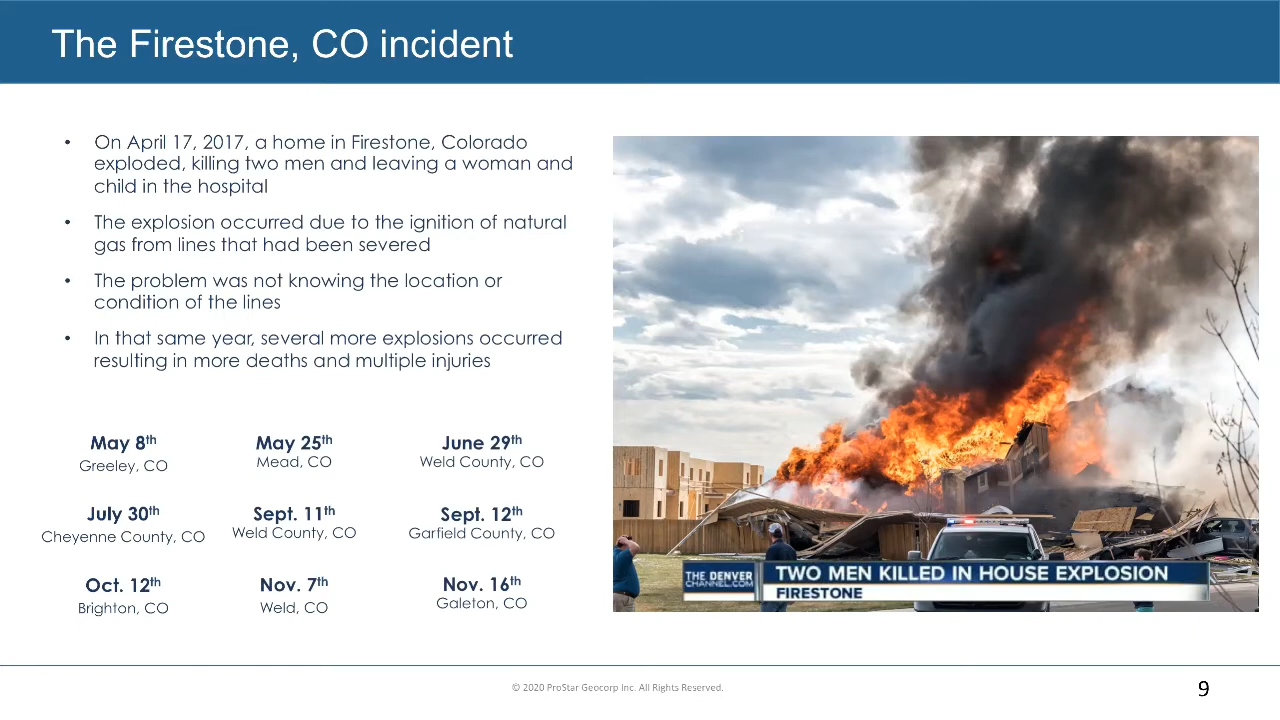 The Firestone, CO incident
• On April 17, 2017, a home in Firestone, Colorado
exploded, killing two men and leaving a woman and
child in the hospital
• The explosion occurred due to the ignition of natural
gas from lines that had been severed
• The problem was not knowing the location or
condition of the lines
• In that same year, several more explosions occurred
resulting in more deaths and multiple injuries
May 8th
Greeley, CO
May 25th
Mead, CO
June 29th
Weld County, CO
July 30th
Cheyenne County, CO
Sept. 11th
Weld County, CO
Sept. 12th
Garfield County, CO
Oct. 12th
Brighton, CO
Nov. 7th
Weld, CO
Nov. 16th
Galeton, CO
THE DENVER
CHANNEL.COM
TWO MEN KILLED IN HOUSE EXPLOSION
FIRESTONE
© 2020 ProStar Geocorp Inc. All Rights Reserved.
9